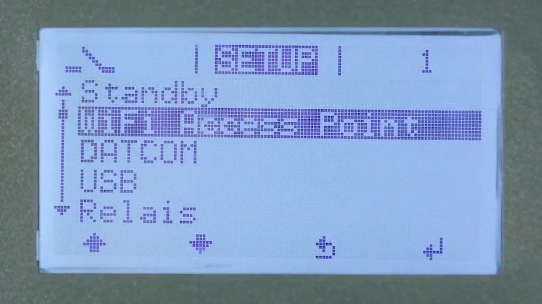 SETUP 1
Standby
WiFi Access Point
DATCOM
USB
Relais